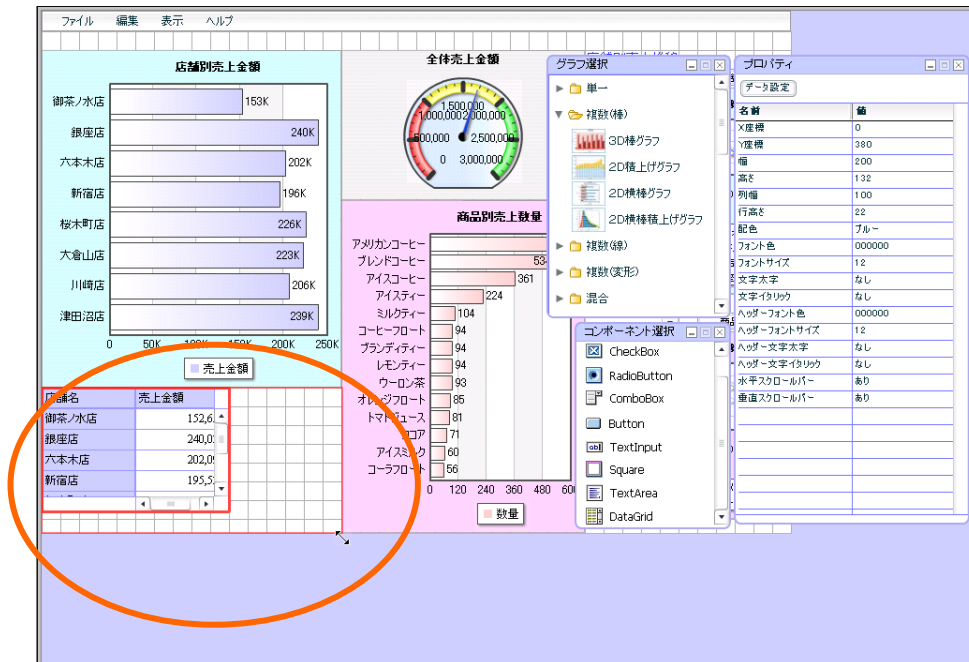 ファイル 編集 表示 ヘルプ
店舗別売上金額
御茶ノ水店 153K
銀座店 240K
六本木店 202K
新宿店 196K
桜木町店 226K
大倉山店 223K
川崎店 206K
津田沼店 239K
0 50K 100K 150K 200K 250K
売上金額
全体売上金額
1,500,000
1,000,000 2,000,000
500,000 2,500,000
0 3,000,000
商品別売上数量
アメリカンコーヒー
ブレンドコーヒー 53
アイスコーヒー 361
アイスティー 224
ミルクティー 104
コーヒーフロート 94
ブランディティー 94
レモンティー 94
ウーロン茶 93
オレンジフロート 85
トマトジュース 81
ココア 71
アイスミルク 60
コーラフロート 56
0 120 240 360 480 60
数量
店舗名 売上金額
御茶ノ水店 152,6
銀座店 240,0
六本木店 202,09
新宿店 195,5
グラフ選択
単一
複数(棒)
3D棒グラフ
2D積上げグラフ
2D横棒グラフ
2D横棒積上げグラフ
複数(線)
複数(変形)
混合
コンポーネント選択
CheckBox
RadioButton
ComboBox
Button
TextInput
Square
TextArea
DataGrid
プロパティ
データ設定
名前 値
X座標 0
Y座標 380
幅 200
高さ 132
列幅 100
行高さ 22
配色 ブルー
フォント色 000000
フォントサイズ 12
文字太字 なし
文字イタリック なし
ヘッダーフォント色 000000
ヘッダーフォントサイズ 12
ヘッダー文字太字 なし
ヘッダー文字イタリック なし
水平スクロールバー あり
垂直スクロールバー あり